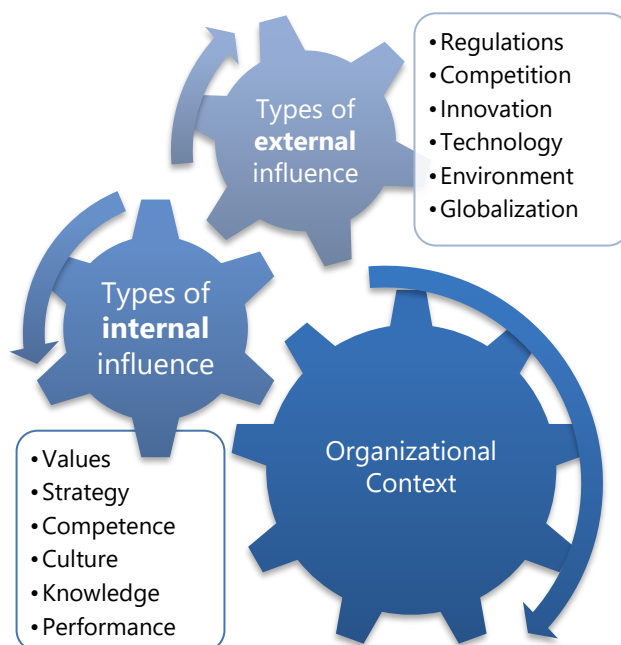 Types of
external
influence
• Regulations
• Competition
• Innovation
• Technology
• Environment
• Globalization
Types of
internal
influence
• Values
• Strategy
• Competence
• Culture
• Knowledge
• Performance
Organizational
Context